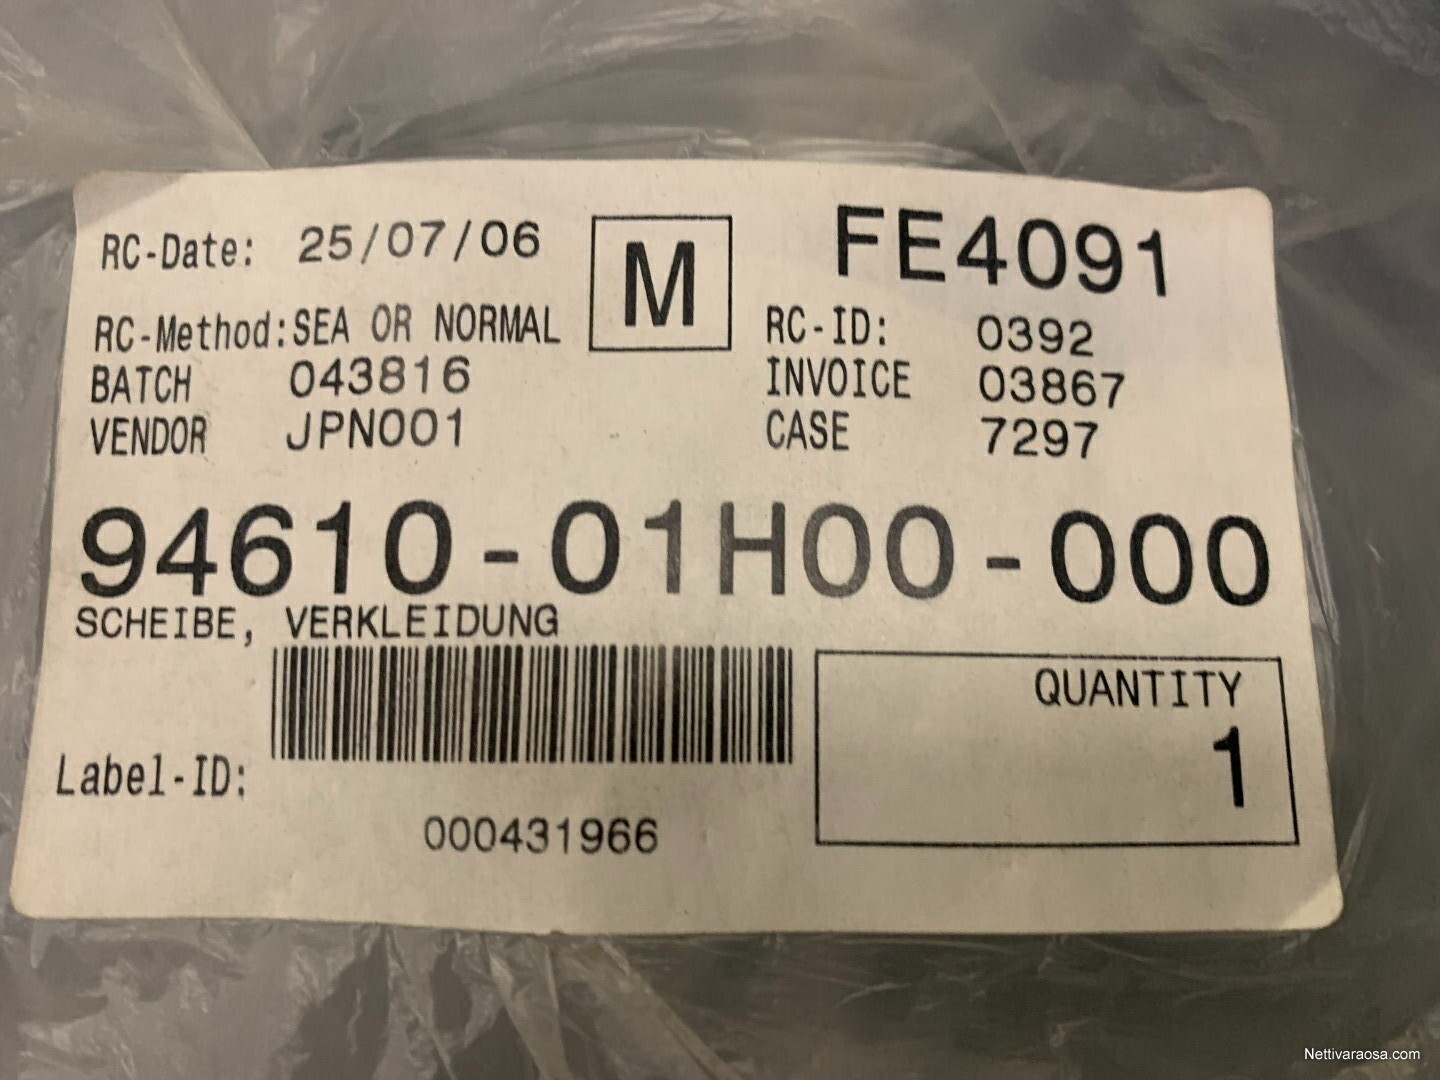 RC-Date: 25/07/06
M
FE4091
RC-Method: SEA OR NORMAL
RC-ID: 0392
BATCH 043816
INVOICE 03867
VENDOR JPN001
CASE 7297
94610-01H00-000
SCHEIBE, VERKLEIDUNG
QUANTITY
1
Label-ID:
000431966
Nettivaraosa.com